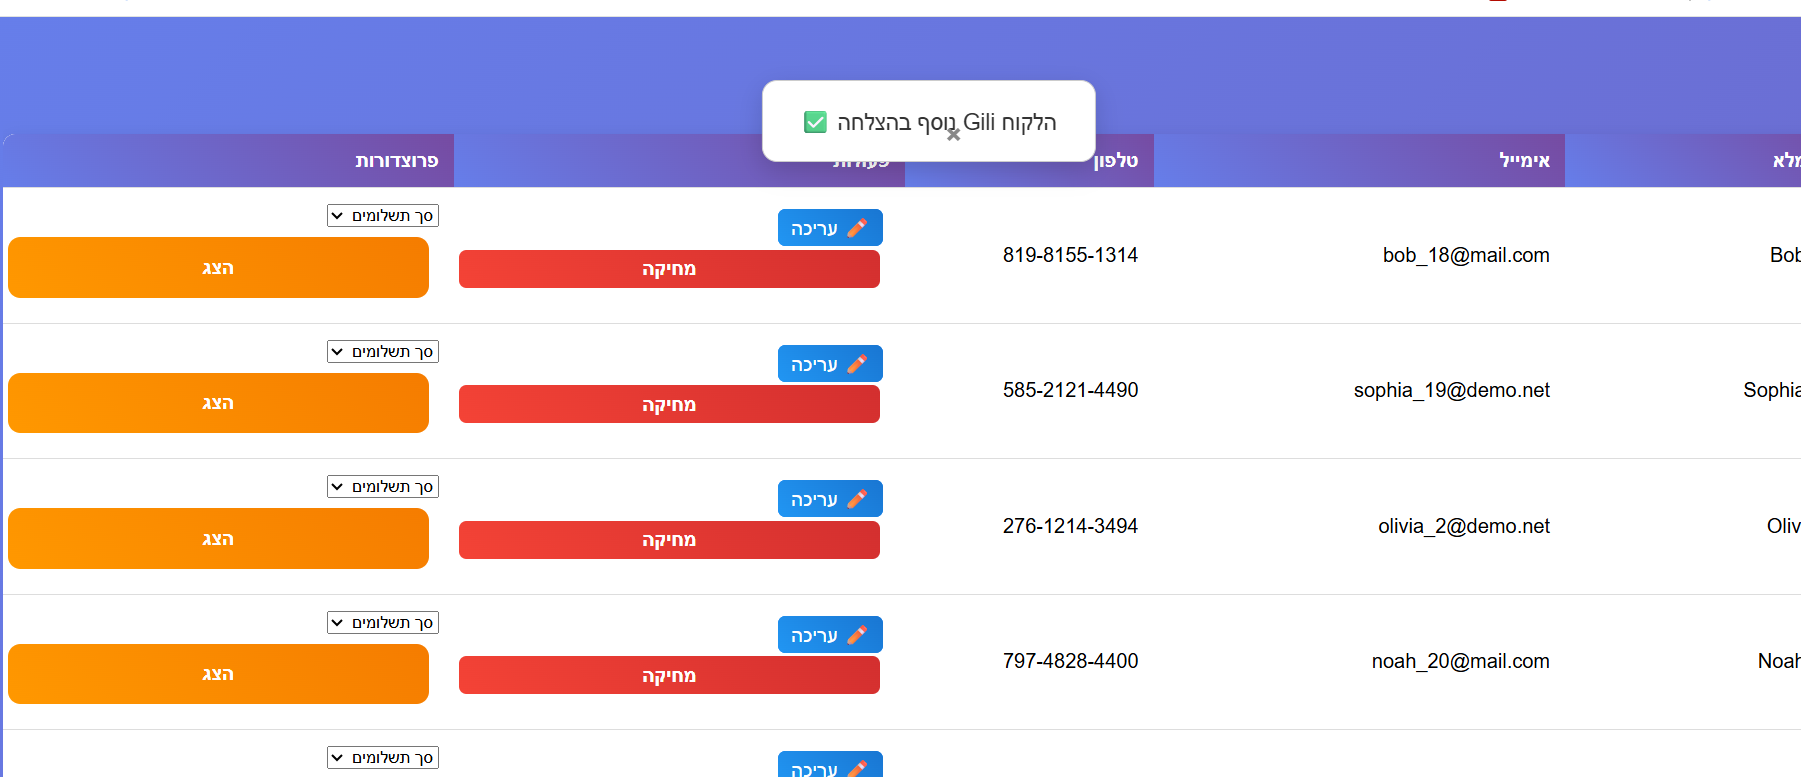 הלקוח Gili נוסף בהצלחה ✅
×
אימייל
טלפון
פעולות
פרוצדורות
Bob
bob_18@mail.com
819-8155-1314
עריכה
מחיקה
סך תשלומים
הצג
Sophia
sophia_19@demo.net
585-2121-4490
עריכה
מחיקה
סך תשלומים
הצג
olivia_2@demo.net
276-1214-3494
עריכה
מחיקה
סך תשלומים
הצג
Noah
noah_20@mail.com
797-4828-4400
עריכה
מחיקה
סך תשלומים
הצג
עריכה
סך תשלומים